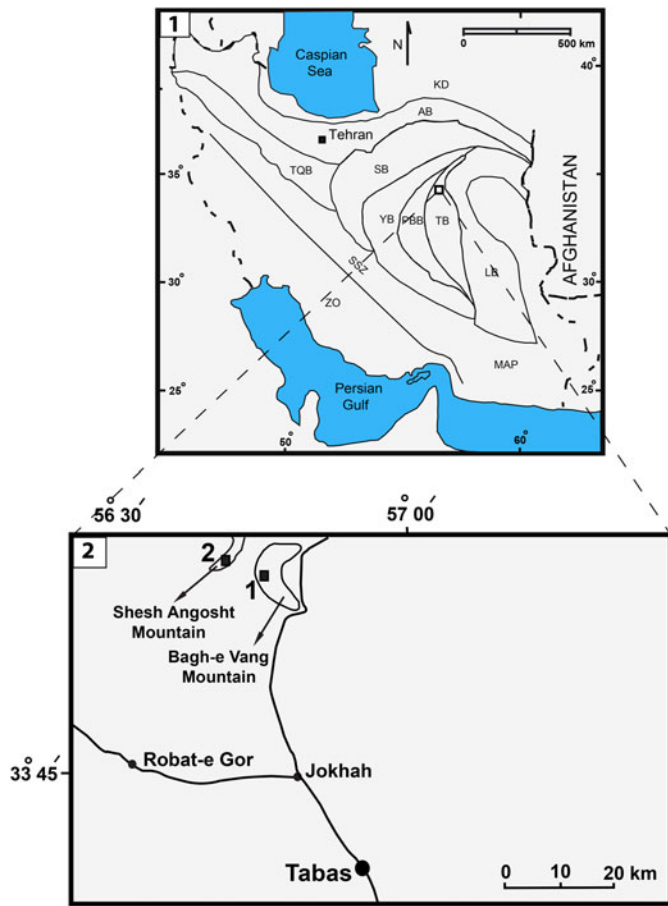 1
Caspian
Sea
N
0 500 km
40°
KD
AB
Tehran
35
TQB
SB
YB
PBB
TB
AFGHANISTAN
SSZ
LB
30°
30°
ZO
MAP
25°
25°
Persian
Gulf
50°
60°
56° 30′
57° 00′
2
2
1
Shesh Angosht
Mountain
Bagh-e Vang
Mountain
33° 45′
Robat-e Gor
Jokhah
Tabas
0 10 20 km